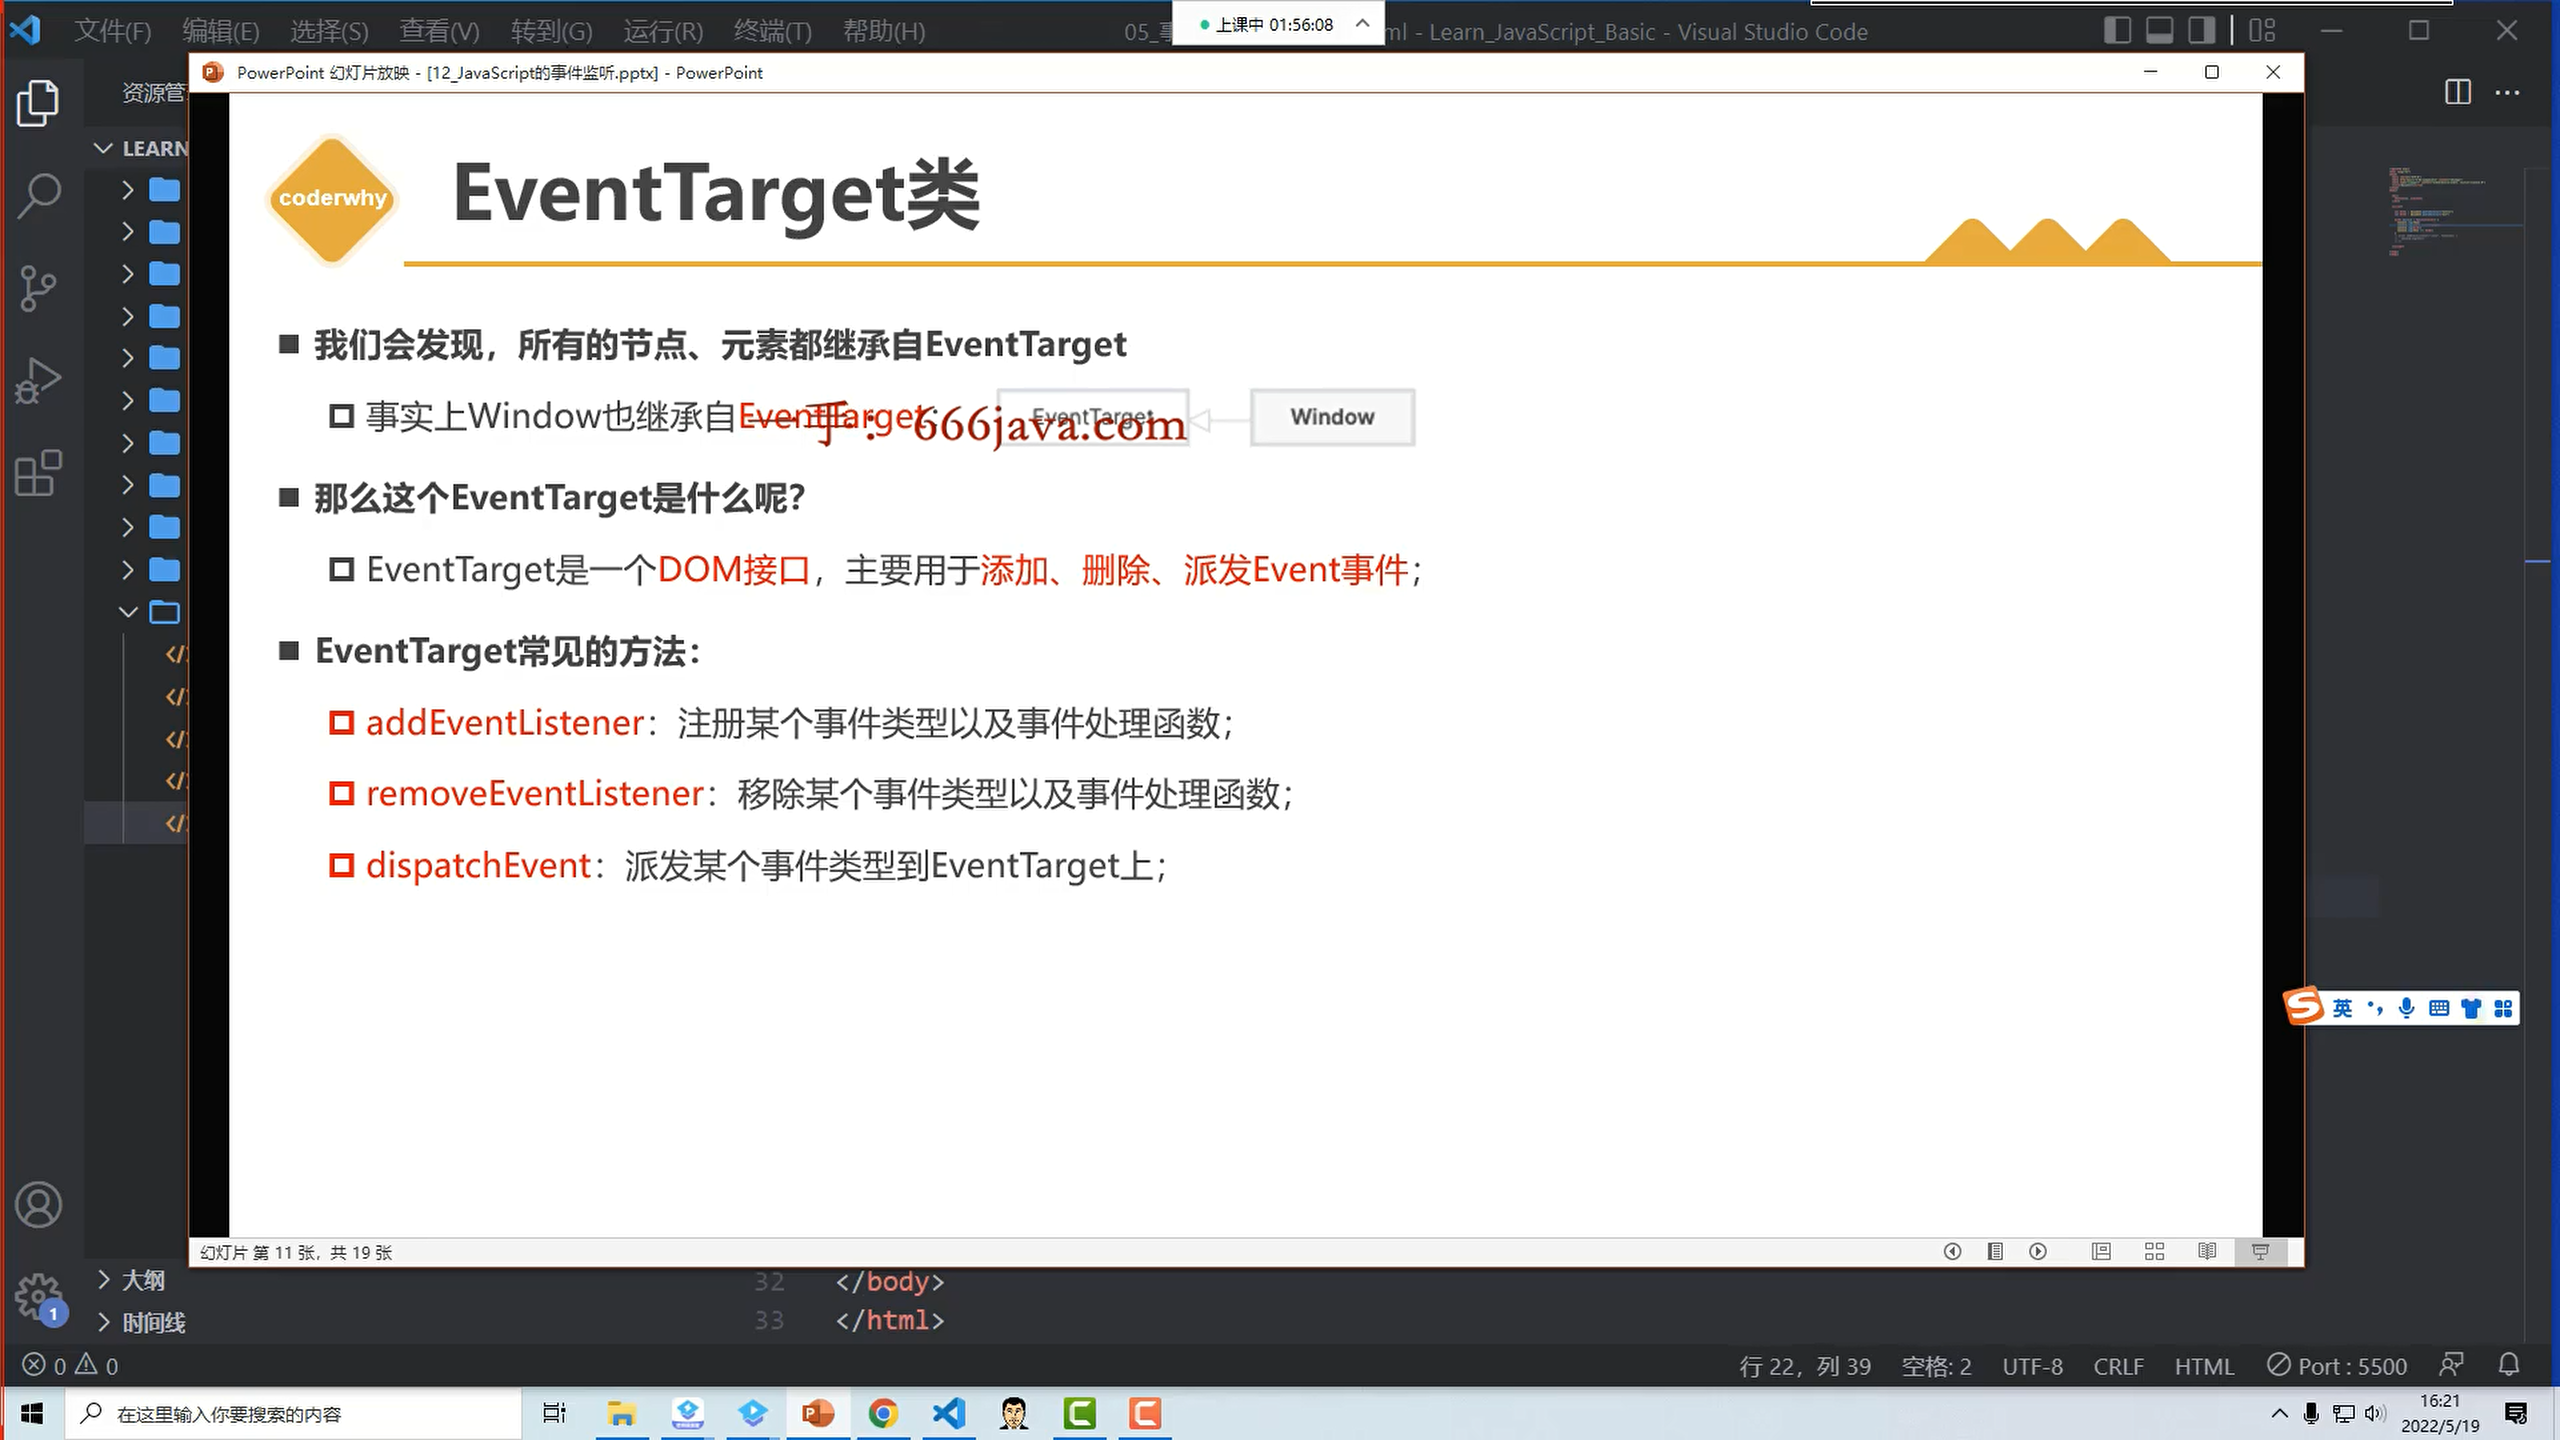 文件(F) 编辑(E) 选择(S) 查看(V) 转到(G) 运行(R) 终端(T) 帮助(H)
上课中 01:56:08
ml - Learn_JavaScript_Basic - Visual Studio Code
PowerPoint 幻灯片放映 - [12_JavaScript的事件监听.pptx] - PowerPoint
资源管
LEARN
coderwhy
EventTarget类
我们会发现，所有的节点、元素都继承自EventTarget
事实上Window也继承自EventTarget；
一手：666java.com
EventTarget
Window
那么这个EventTarget是什么呢？
EventTarget是一个DOM接口，主要用于添加、删除、派发Event事件；
EventTarget常见的方法：
addEventListener：注册某个事件类型以及事件处理函数；
removeEventListener：移除某个事件类型以及事件处理函数；
dispatchEvent：派发某个事件类型到EventTarget上；
英
幻灯片 第 11 张，共 19 张
大纲
时间线
1
32 </body>
33 </html>
0 0
行 22，列 39 空格: 2 UTF-8 CRLF HTML Port : 5500
在这里输入你要搜索的内容
16:21
2022/5/19